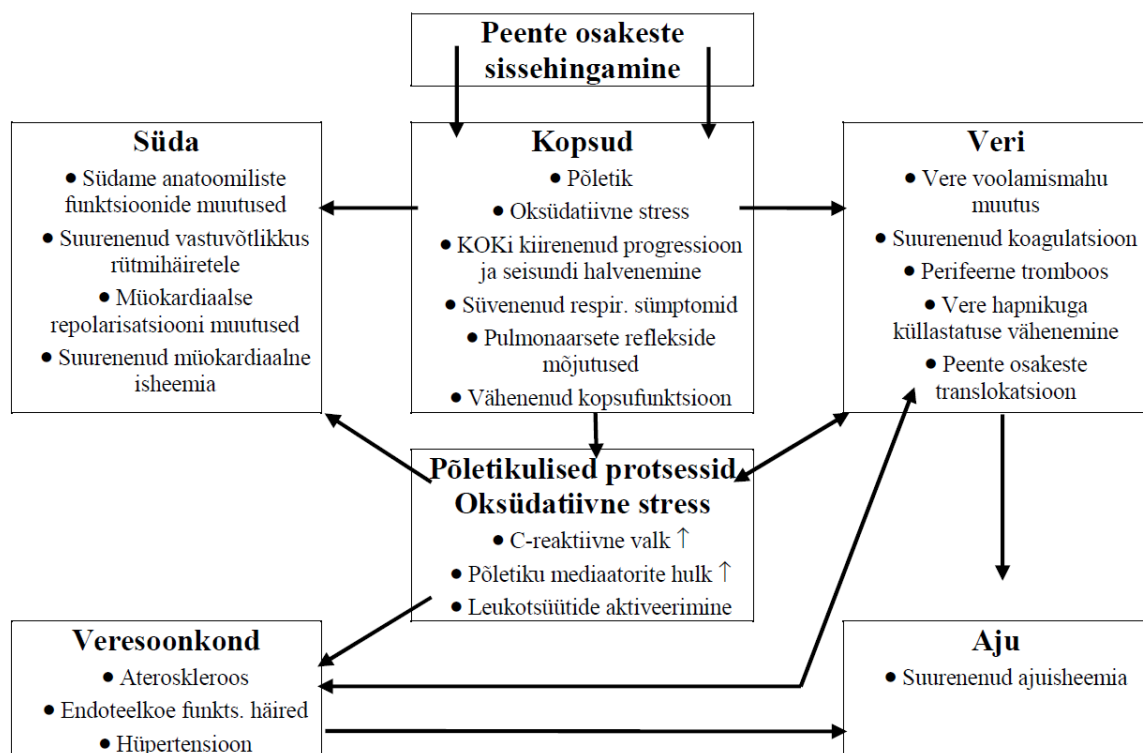 Peente osakeste
sissehingamine
Süda
● Südame anatoomiliste
funktsioonide muutused
● Suurenenud vastuvõtlikkus
rütmihäiretele
● Müokardiaalse
repolarisatsiooni muutused
● Suurenenud müokardiaalne
isheemia
Kopsud
● Põletik
● Oksüdatiivne stress
● KOKi kiirenenud progressioon
ja seisundi halvenemine
● Süvenenud respir. sümptomid
● Pulmonaarsete reflekside
mõjutused
● Vähenenud kopsufunktsioon
Veri
● Vere voolamismahu
muutus
● Suurenenud koagulatsioon
● Perifeerne tromboos
● Vere hapnikuga
küllastatuse vähenemine
● Peente osakeste
translokatsioon
Põletikulised protsessid
Oksüdatiivne stress
● C-reaktiivne valk ↑
● Põletiku mediaatorite hulk ↑
● Leukotsüütide aktiveerimine
Veresoonkond
● Ateroskleroos
● Endoteelkoe funkts. häired
● Hüpertensioon
Aju
● Suurenenud ajuisheemia